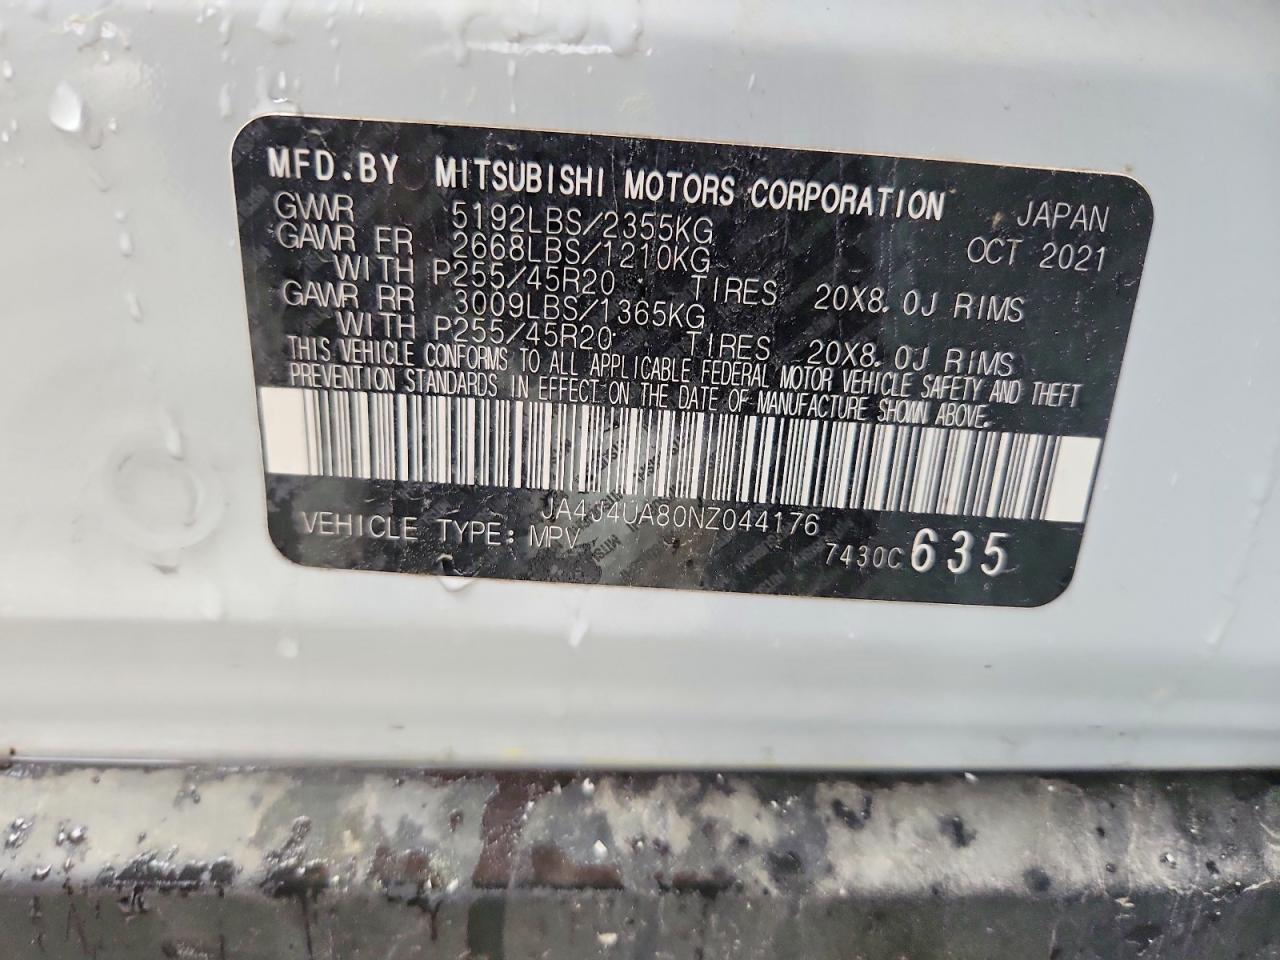 MFD.BY MITSUBISHI MOTORS CORPORATION JAPAN
GVWR 5192LBS/2355KG OCT 2021
GAWR FR 2668LBS/1210KG
WITH P255/45R20 TIRES 20X8.0J RIMS
GAWR RR 3009LBS/1365KG
WITH P255/45R20 TIRES 20X8.0J RIMS
THIS VEHICLE CONFORMS TO ALL APPLICABLE FEDERAL MOTOR VEHICLE SAFETY AND THEFT
PREVENTION STANDARDS IN EFFECT ON THE DATE OF MANUFACTURE SHOWN ABOVE.
JA4J4UA80NZ044176
VEHICLE TYPE: MPV 7430C 635